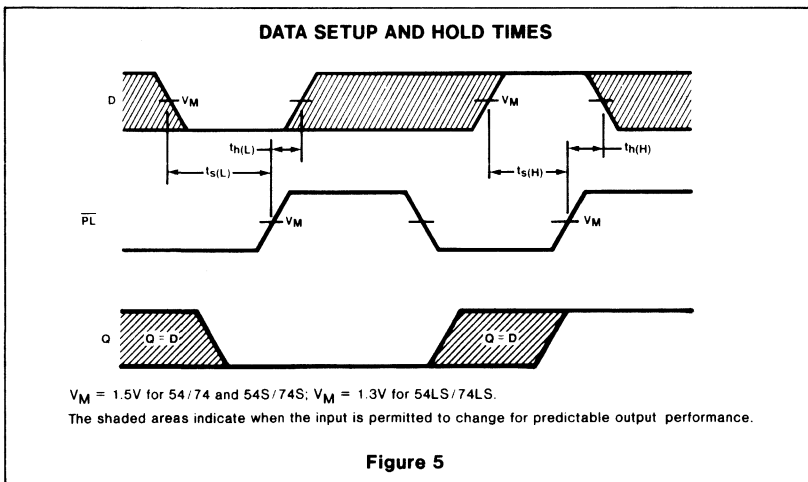 DATA SETUP AND HOLD TIMES
D
VM
VM
th(L)
th(H)
ts(L)
ts(H)
PL
VM
VM
Q
Q = D
Q = D
VM = 1.5V for 54/74 and 54S/74S; VM = 1.3V for 54LS/74LS.
The shaded areas indicate when the input is permitted to change for predictable output performance.
Figure 5